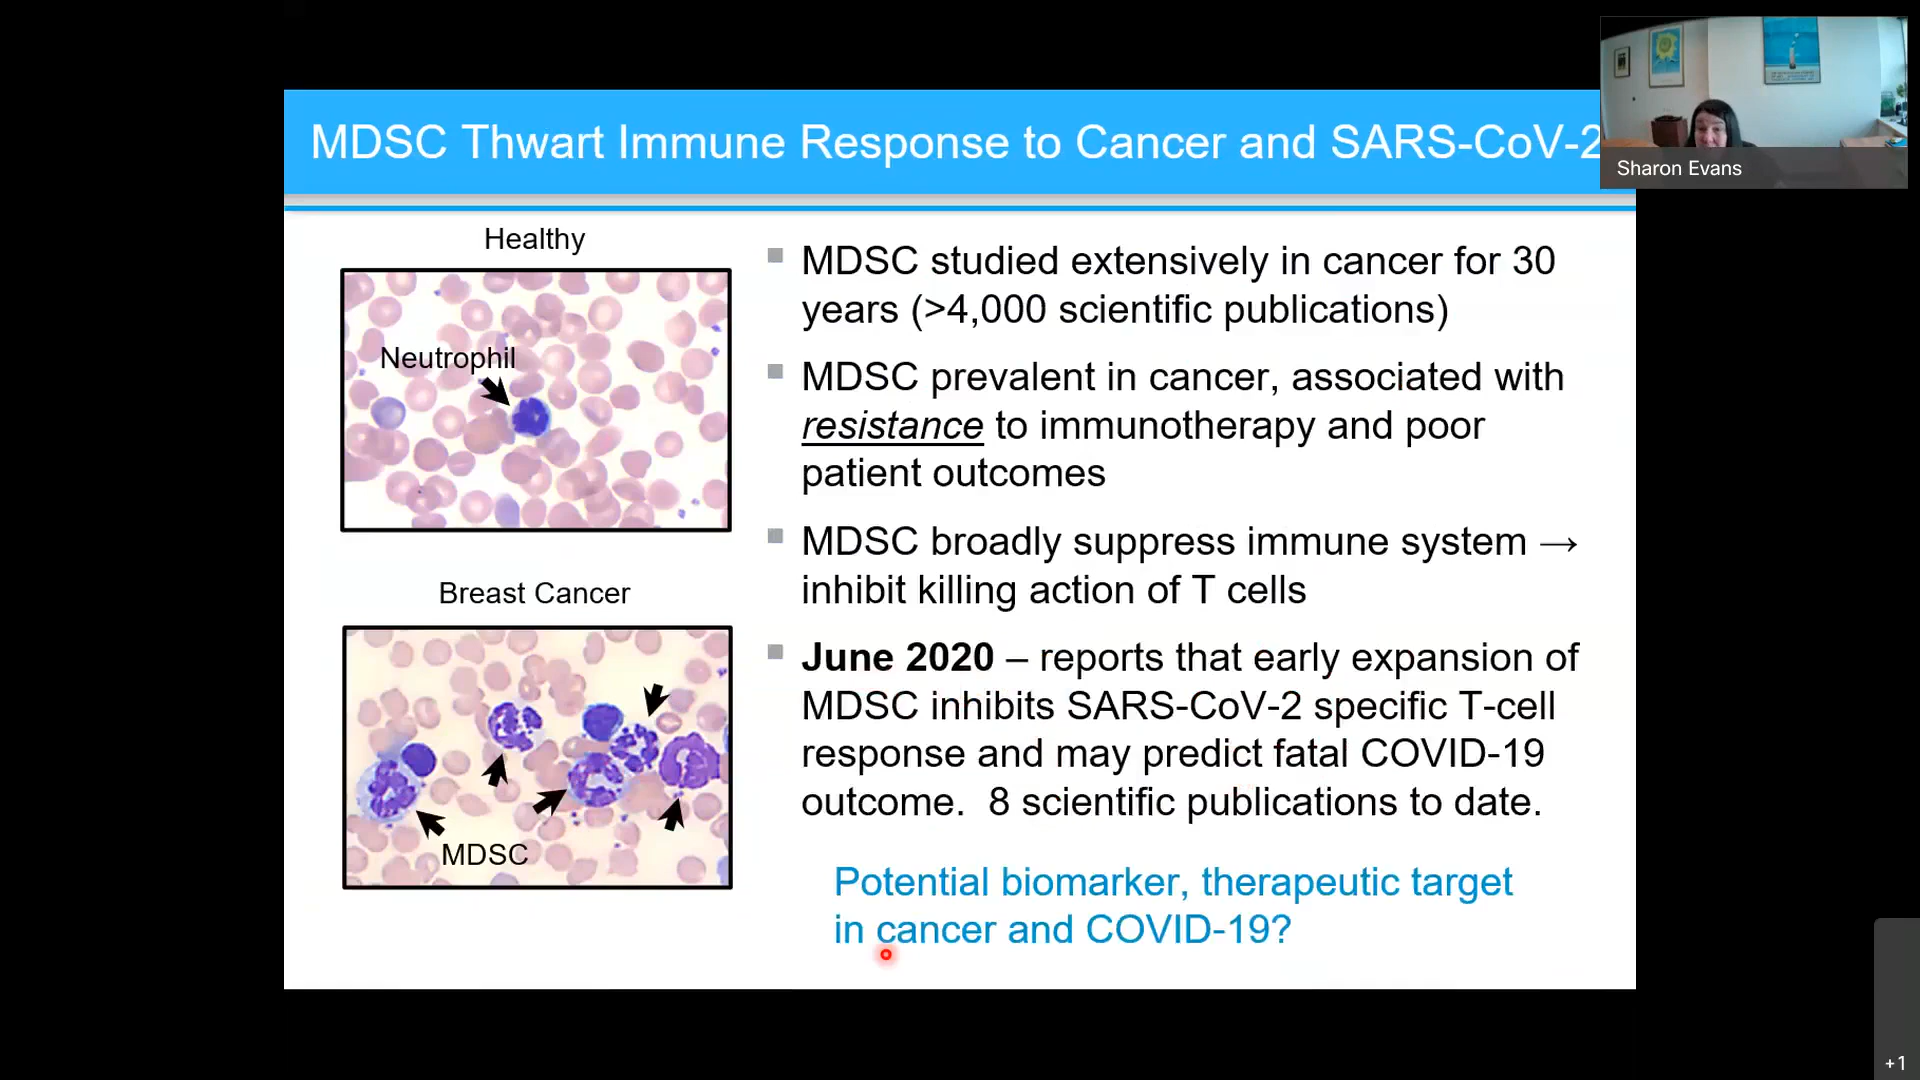 MDSC Thwart Immune Response to Cancer and SARS-CoV-2
Sharon Evans
Healthy
Neutrophil
Breast Cancer
MDSC
MDSC studied extensively in cancer for 30
years (>4,000 scientific publications)
MDSC prevalent in cancer, associated with
resistance to immunotherapy and poor
patient outcomes
MDSC broadly suppress immune system →
inhibit killing action of T cells
June 2020 – reports that early expansion of
MDSC inhibits SARS-CoV-2 specific T-cell
response and may predict fatal COVID-19
outcome.  8 scientific publications to date.
Potential biomarker, therapeutic target
in cancer and COVID-19?
+1